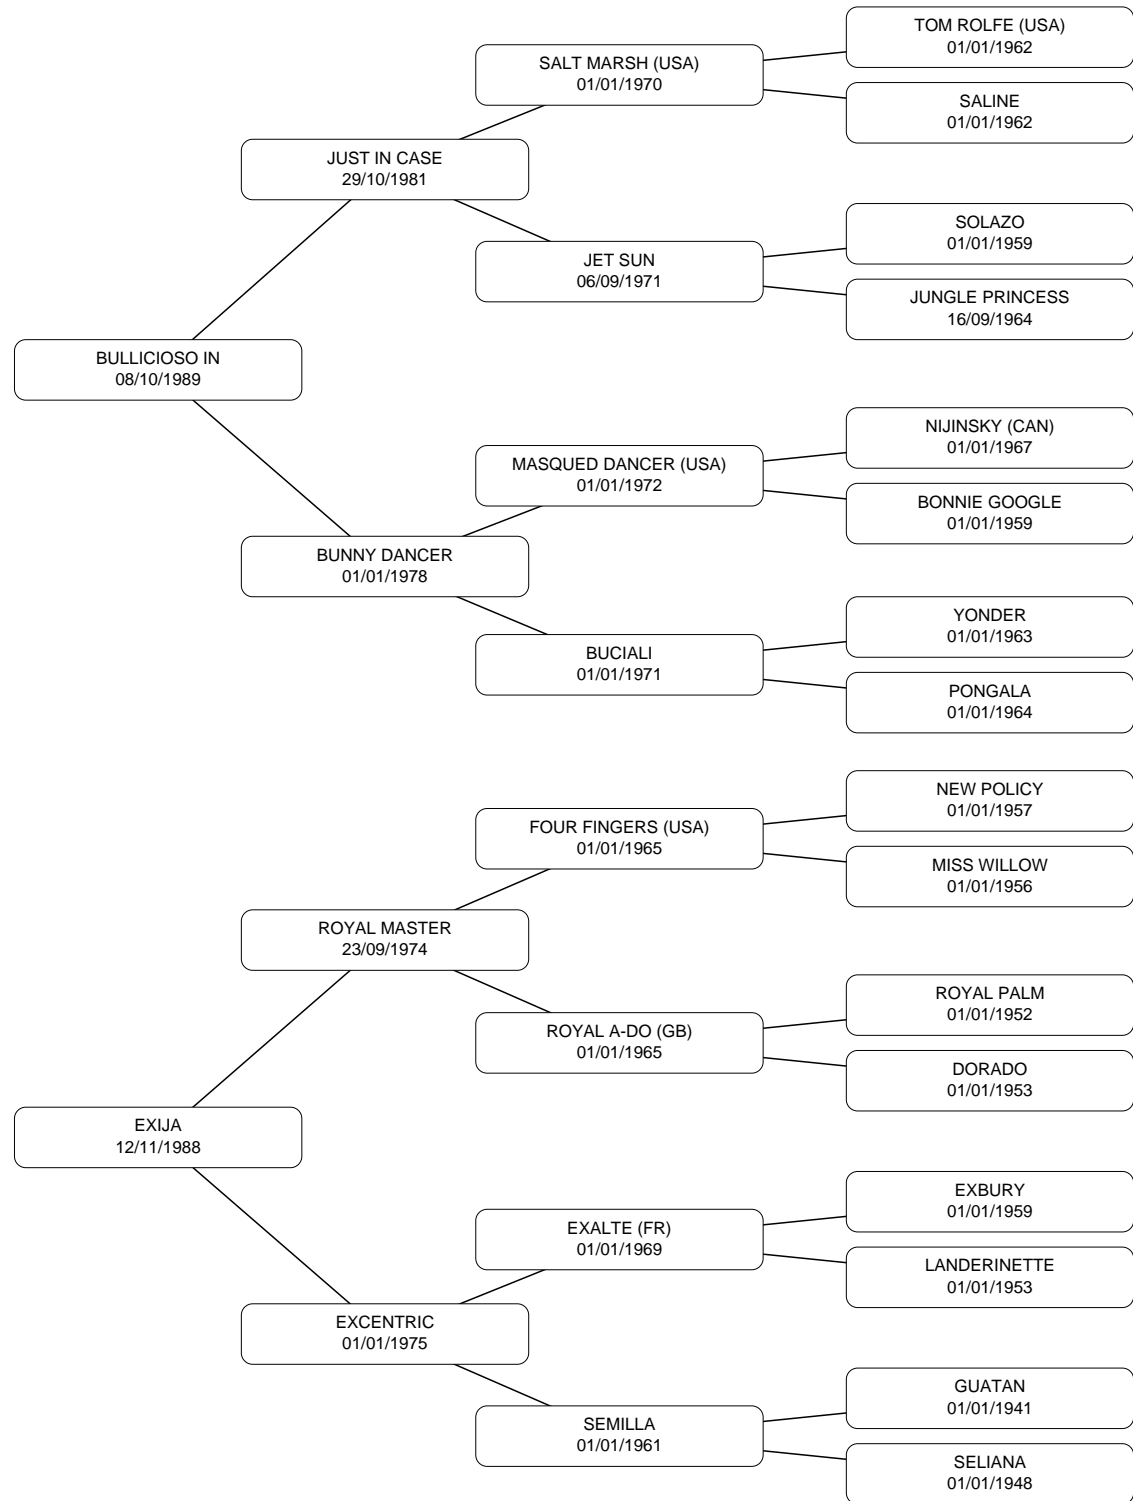 TOM ROLFE (USA)
01/01/1962
SALT MARSH (USA)
01/01/1970
SALINE
01/01/1962
JUST IN CASE
29/10/1981
SOLAZO
01/01/1959
JET SUN
06/09/1971
JUNGLE PRINCESS
16/09/1964
BULLICIOSO IN
08/10/1989
NIJINSKY (CAN)
01/01/1967
MASQUED DANCER (USA)
01/01/1972
BONNIE GOOGLE
01/01/1959
BUNNY DANCER
01/01/1978
YONDER
01/01/1963
BUCIALI
01/01/1971
PONGALA
01/01/1964
NEW POLICY
01/01/1957
FOUR FINGERS (USA)
01/01/1965
MISS WILLOW
01/01/1956
ROYAL MASTER
23/09/1974
ROYAL PALM
01/01/1952
ROYAL A-DO (GB)
01/01/1965
DORADO
01/01/1953
EXIJA
12/11/1988
EXBURY
01/01/1959
EXALTE (FR)
01/01/1969
LANDERINETTE
01/01/1953
EXCENTRIC
01/01/1975
GUATAN
01/01/1941
SEMILLA
01/01/1961
SELIANA
01/01/1948